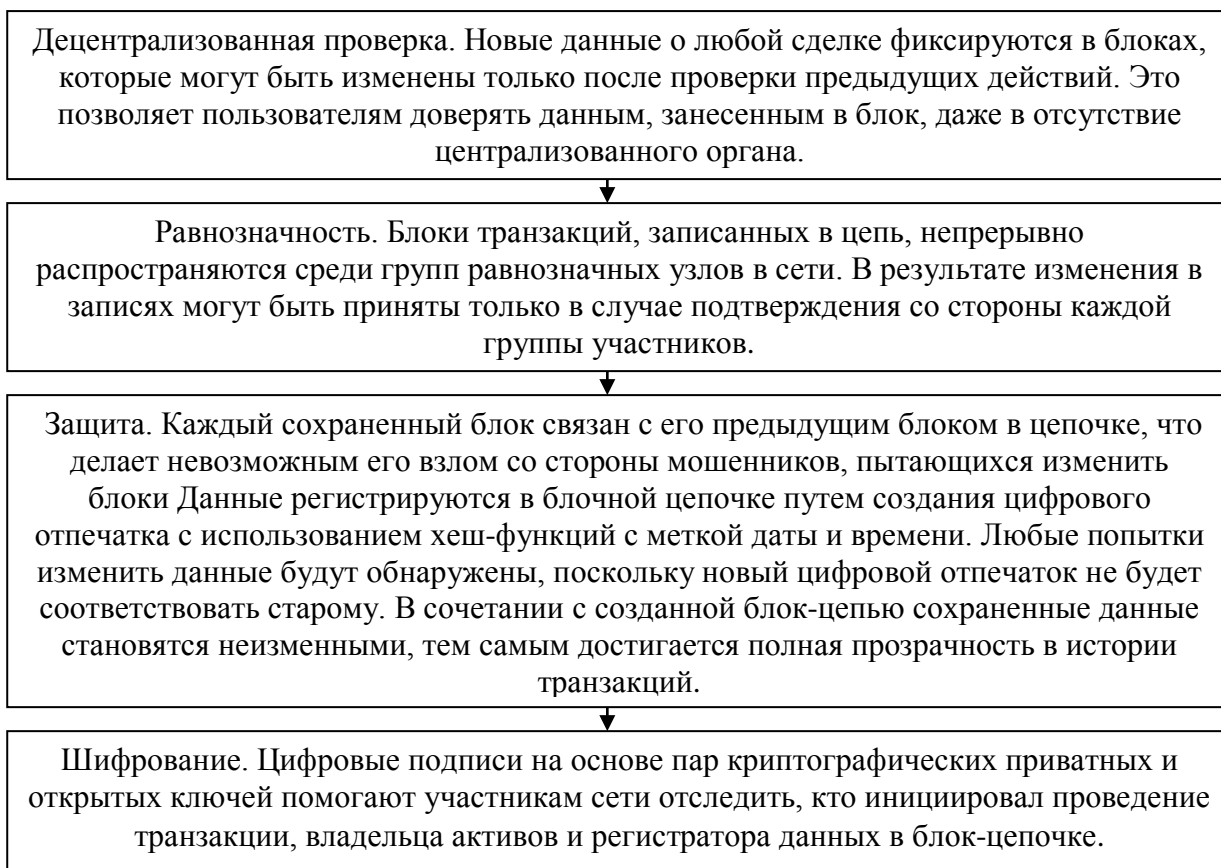 Децентрализованная проверка. Новые данные о любой сделке фиксируются в блоках,
которые могут быть изменены только после проверки предыдущих действий. Это
позволяет пользователям доверять данным, занесенным в блок, даже в отсутствие
централизованного органа.
Равнозначность. Блоки транзакций, записанных в цепь, непрерывно
распространяются среди групп равнозначных узлов в сети. В результате изменения в
записях могут быть приняты только в случае подтверждения со стороны каждой
группы участников.
Защита. Каждый сохраненный блок связан с его предыдущим блоком в цепочке, что
делает невозможным его взлом со стороны мошенников, пытающихся изменить
блоки Данные регистрируются в блочной цепочке путем создания цифрового
отпечатка с использованием хеш-функций с меткой даты и времени. Любые попытки
изменить данные будут обнаружены, поскольку новый цифровой отпечаток не будет
соответствовать старому. В сочетании с созданной блок-цепью сохраненные данные
становятся неизменными, тем самым достигается полная прозрачность в истории
транзакций.
Шифрование. Цифровые подписи на основе пар криптографических приватных и
открытых ключей помогают участникам сети отследить, кто инициировал проведение
транзакции, владельца активов и регистратора данных в блок-цепочке.